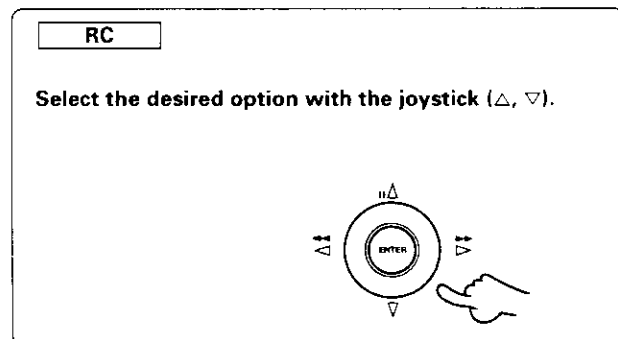 RC
Select the desired option with the joystick (△, ▽).
ENTER